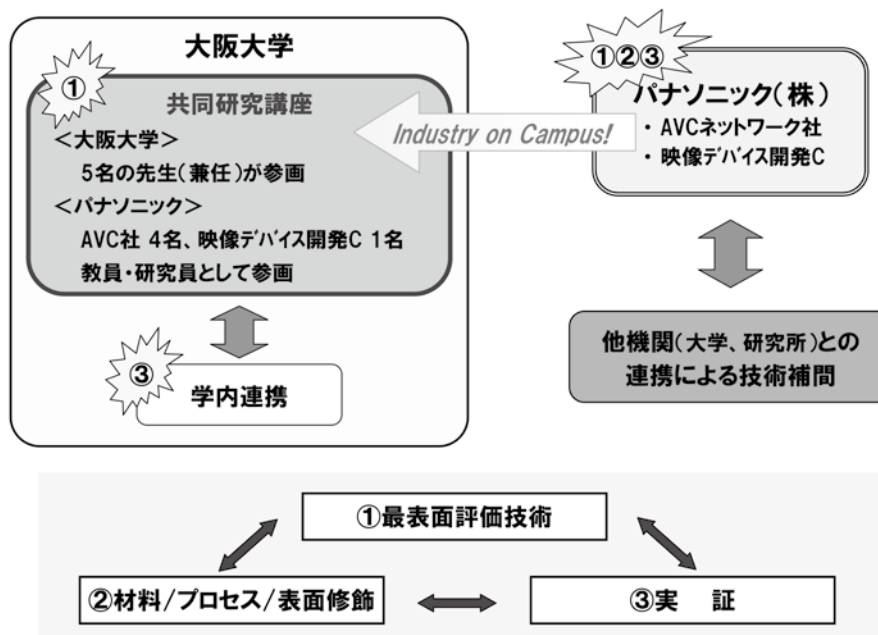 大阪大学
①
共同研究講座
＜大阪大学＞
5名の先生(兼任)が参画
＜パナソニック＞
AVC社 4名、映像ﾃﾞﾊﾞｲｽ開発C 1名
教員・研究員として参画
③
学内連携
Industry on Campus!
①②③
パナソニック(株)
・ AVCネットワーク社
・ 映像デバイス開発C
他機関(大学、研究所)との
連携による技術補間
①最表面評価技術
②材料/プロセス/表面修飾
③実　証